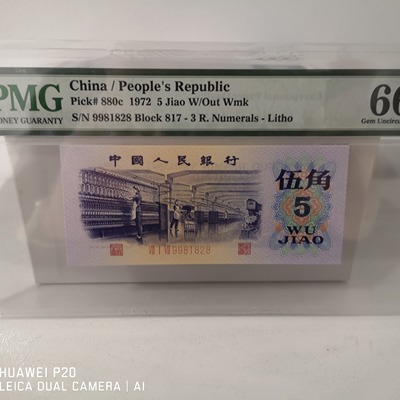 PMG
MONEY GUARANTY
China / People's Republic
Pick# 880c 1972 5 Jiao W/Out Wmk
S/N 9981828 Block 817 - 3 R. Numerals - Litho
66
Gem Uncirc
中國人民銀行
伍角
5
WU
JIAO
9981828
HUAWEI P20
LEICA DUAL CAMERA | AI